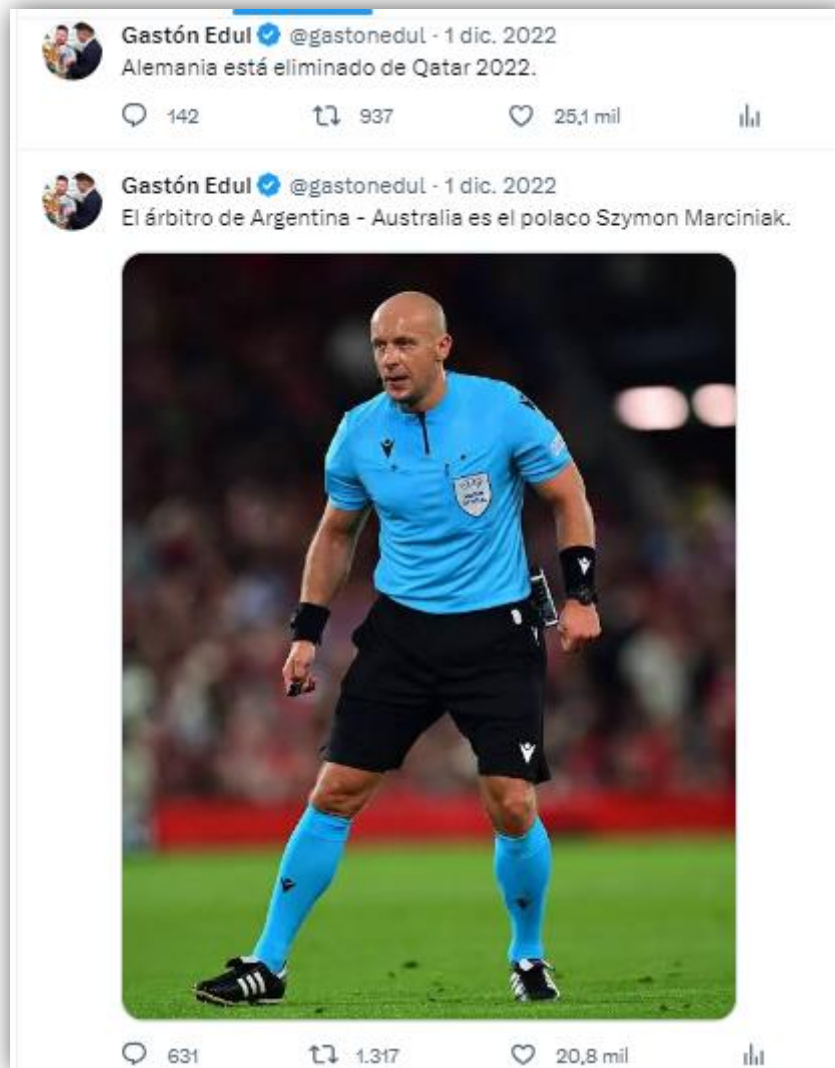 Gastón Edul @gastonedul · 1 dic. 2022
Alemania está eliminado de Qatar 2022.
142 937 25,1 mil
Gastón Edul @gastonedul · 1 dic. 2022
El árbitro de Argentina - Australia es el polaco Szymon Marciniak.
631 1.317 20,8 mil